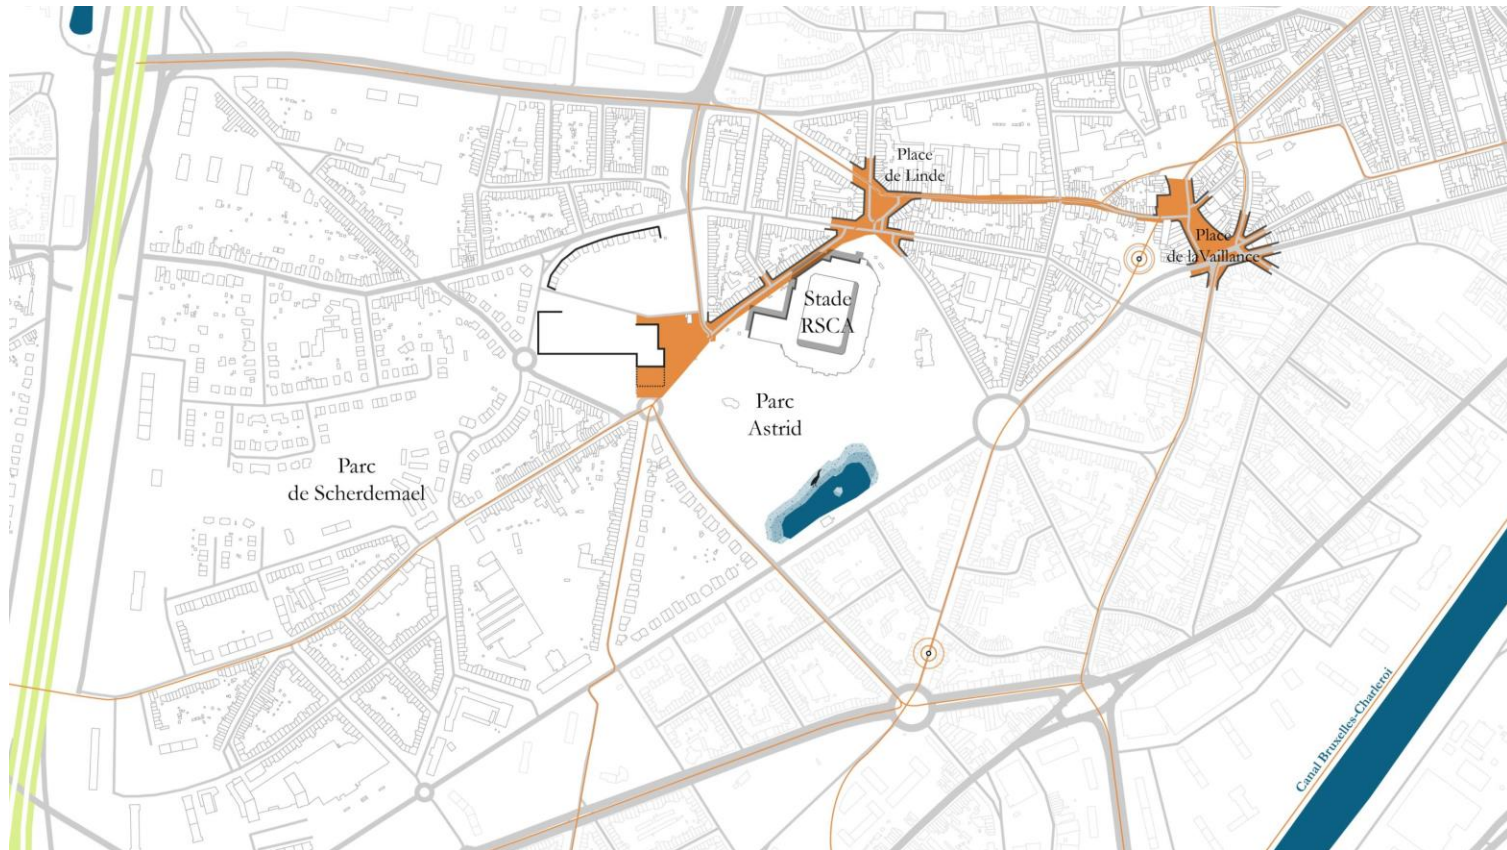 Place
de Linde
Place
de la Vaillance
Stade
RSCA
Parc
Astrid
Parc
de Scherdemael
Canal Bruxelles-Charleroi